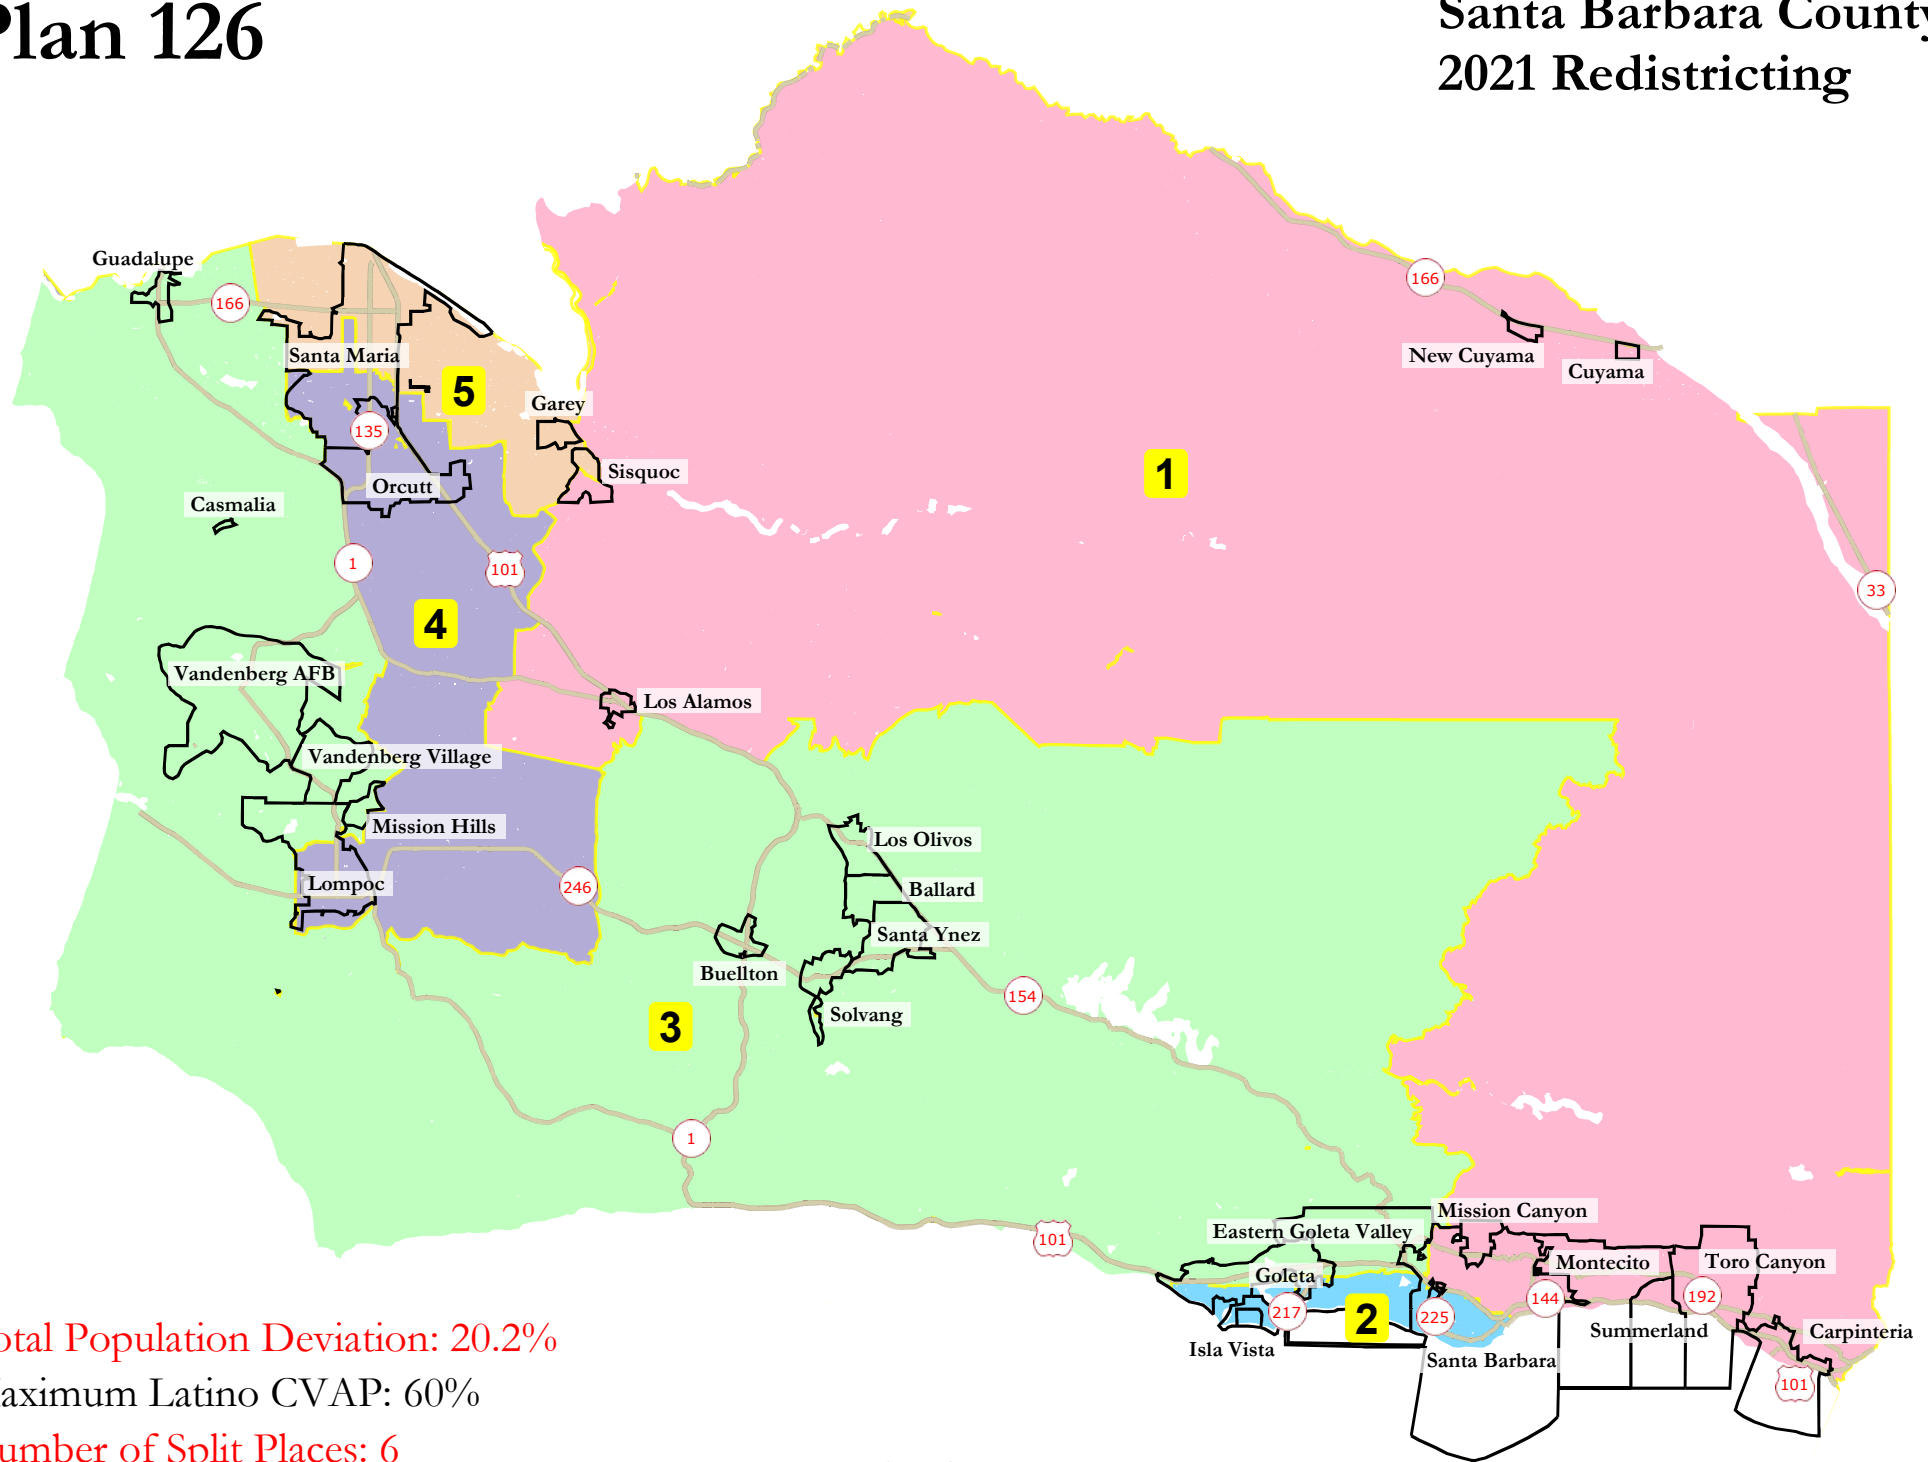 Plan 126
Santa Barbara County
2021 Redistricting
Guadalupe
166
166
Santa Maria
New Cuyama
Cuyama
5
Garey
135
Sisquoc
1
Orcutt
Casmalia
1
101
33
4
Vandenberg AFB
Los Alamos
Vandenberg Village
Mission Hills
Los Olivos
Lompoc
246
Ballard
Santa Ynez
Buellton
154
Solvang
3
1
Mission Canyon
Eastern Goleta Valley
101
Montecito
Toro Canyon
Goleta
217
2
225
144
192
Isla Vista
Summerland
Carpinteria
Santa Barbara
101
Total Population Deviation: 20.2%
Maximum Latino CVAP: 60%
Number of Split Places: 6